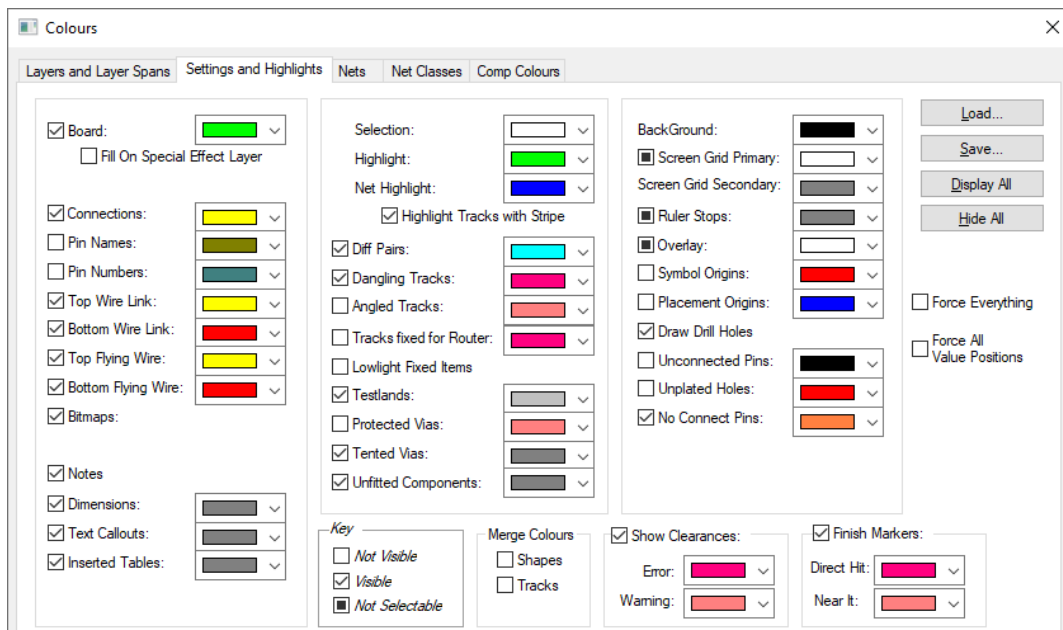 Colours
Layers and Layer Spans
Settings and Highlights
Nets
Net Classes
Comp Colours
Board:
Fill On Special Effect Layer
Connections:
Pin Names:
Pin Numbers:
Top Wire Link:
Bottom Wire Link:
Top Flying Wire:
Bottom Flying Wire:
Bitmaps:
Notes
Dimensions:
Text Callouts:
Inserted Tables:
Selection:
Highlight:
Net Highlight:
Highlight Tracks with Stripe
Diff Pairs:
Dangling Tracks:
Angled Tracks:
Tracks fixed for Router:
Lowlight Fixed Items
Testlands:
Protected Vias:
Tented Vias:
Unfitted Components:
BackGround:
Screen Grid Primary:
Screen Grid Secondary:
Ruler Stops:
Overlay:
Symbol Origins:
Placement Origins:
Draw Drill Holes
Unconnected Pins:
Unplated Holes:
No Connect Pins:
Load...
Save...
Display All
Hide All
Force Everything
Force All
Value Positions
Key
Not Visible
Visible
Not Selectable
Merge Colours
Shapes
Tracks
Show Clearances:
Error:
Warning:
Finish Markers:
Direct Hit:
Near It: